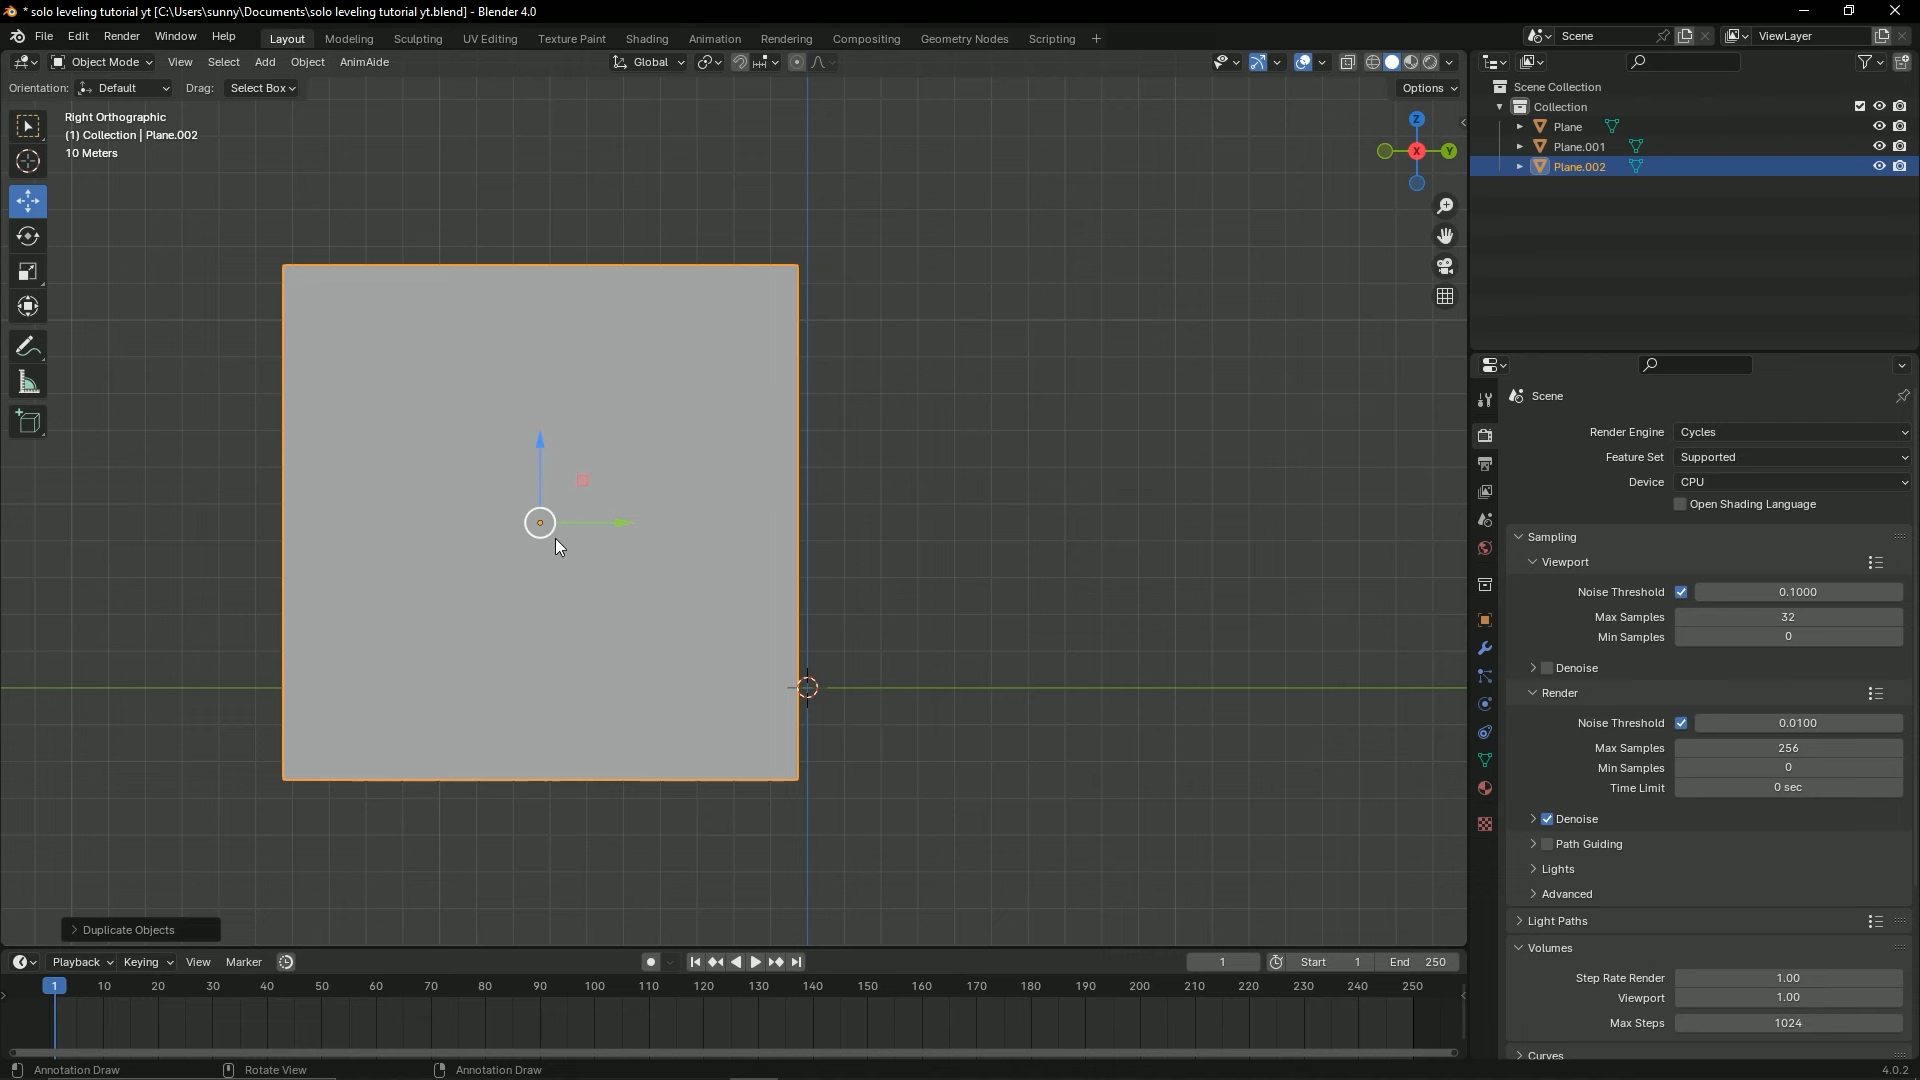 * solo leveling tutorial yt [C:\Users\sunny\Documents\solo leveling tutorial yt.blend] - Blender 4.0
File Edit Render Window Help Layout Modeling Sculpting UV Editing Texture Paint Shading Animation Rendering Compositing Geometry Nodes Scripting + Scene ViewLayer
Object Mode View Select Add Object AnimAide Global
Orientation: Default Drag: Select Box Options
Right Orthographic
(1) Collection | Plane.002
10 Meters
Z
X
Y
Scene Collection
Collection
Plane
Plane.001
Plane.002
Scene
Render Engine Cycles
Feature Set Supported
Device CPU
Open Shading Language
Sampling
Viewport
Noise Threshold 0.1000
Max Samples 32
Min Samples 0
Denoise
Render
Noise Threshold 0.0100
Max Samples 256
Min Samples 0
Time Limit 0 sec
Denoise
Path Guiding
Lights
Advanced
Light Paths
Volumes
Step Rate Render 1.00
Viewport 1.00
Max Steps 1024
Curves
Duplicate Objects
Playback Keying View Marker 1 Start 1 End 250
1 10 20 30 40 50 60 70 80 90 100 110 120 130 140 150 160 170 180 190 200 210 220 230 240 250
Annotation Draw Rotate View Annotation Draw 4.0.2